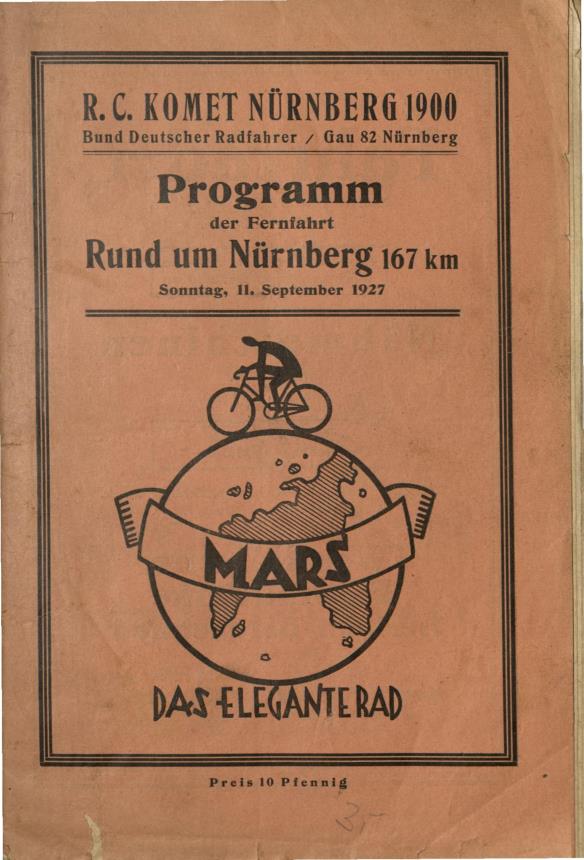 R. C. KOMET NÜRNBERG 1900
Bund Deutscher Radfahrer / Gau 82 Nürnberg
Programm
der Fernfahrt
Rund um Nürnberg 167 km
Sonntag, 11. September 1927
MARS
DAS ELEGANTE RAD
Preis 10 Pfennig
3,-